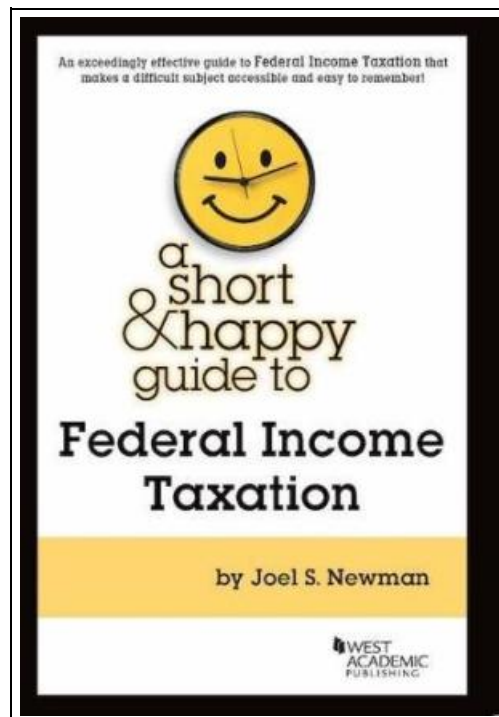 An exceedingly effective guide to Federal Income Taxation that
makes a difficult subject accessible and easy to remember!
a
short
&happy
guide to
Federal Income
Taxation
by Joel S. Newman
WEST
ACADEMIC
PUBLISHING